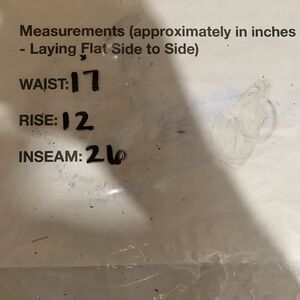 Measurements (approximately in inches
- Laying Flat Side to Side)
WAIST: 17
RISE: 12
INSEAM: 26